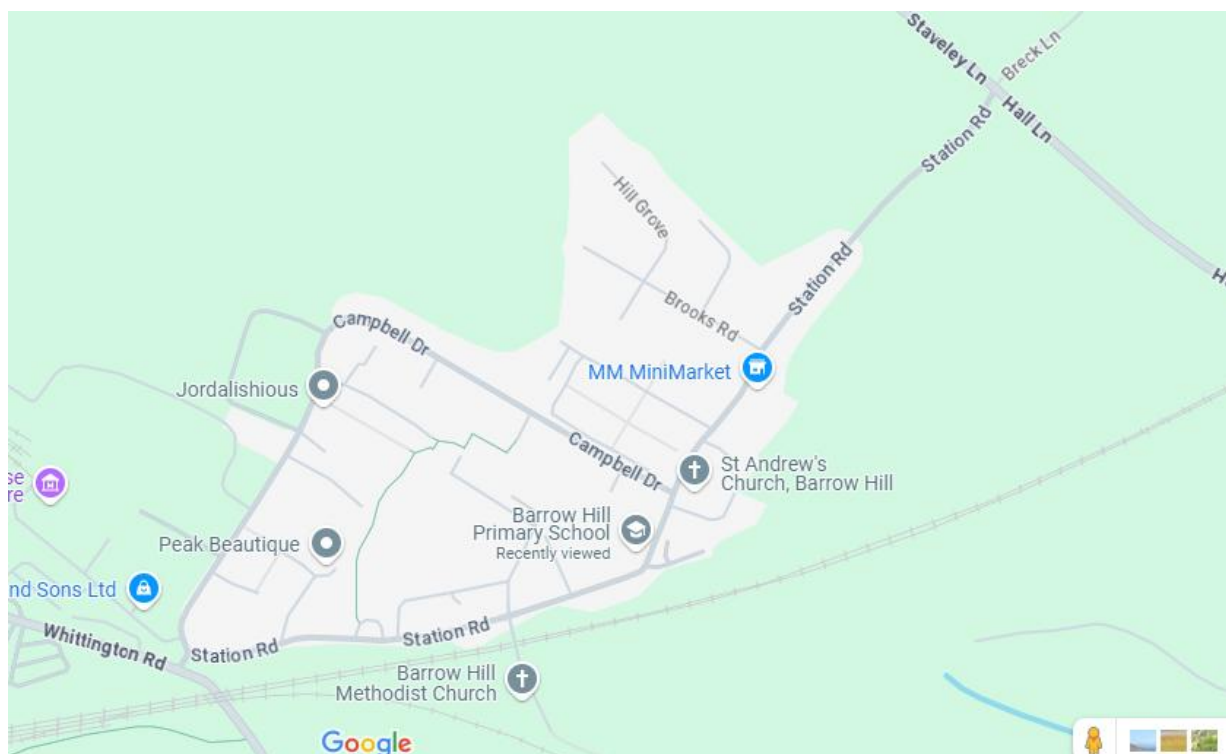 Staveley Ln
Breck Ln
Hall Ln
Station Rd
Hill Grove
Station Rd
Brooks Rd
Campbell Dr
MM MiniMarket
Jordalishious
Campbell Dr
St Andrew's
Church, Barrow Hill
se
re
Barrow Hill
Primary School
Recently viewed
Peak Beautique
nd Sons Ltd
Whittington Rd
Station Rd
Station Rd
Barrow Hill
Methodist Church
Google